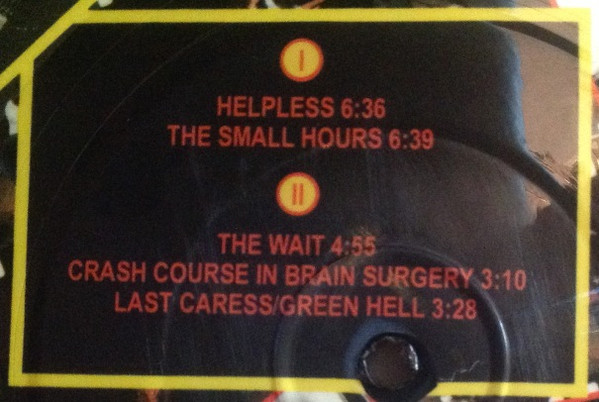 I
HELPLESS 6:36
THE SMALL HOURS 6:39
II
THE WAIT 4:55
CRASH COURSE IN BRAIN SURGERY 3:10
LAST CARESS/GREEN HELL 3:28